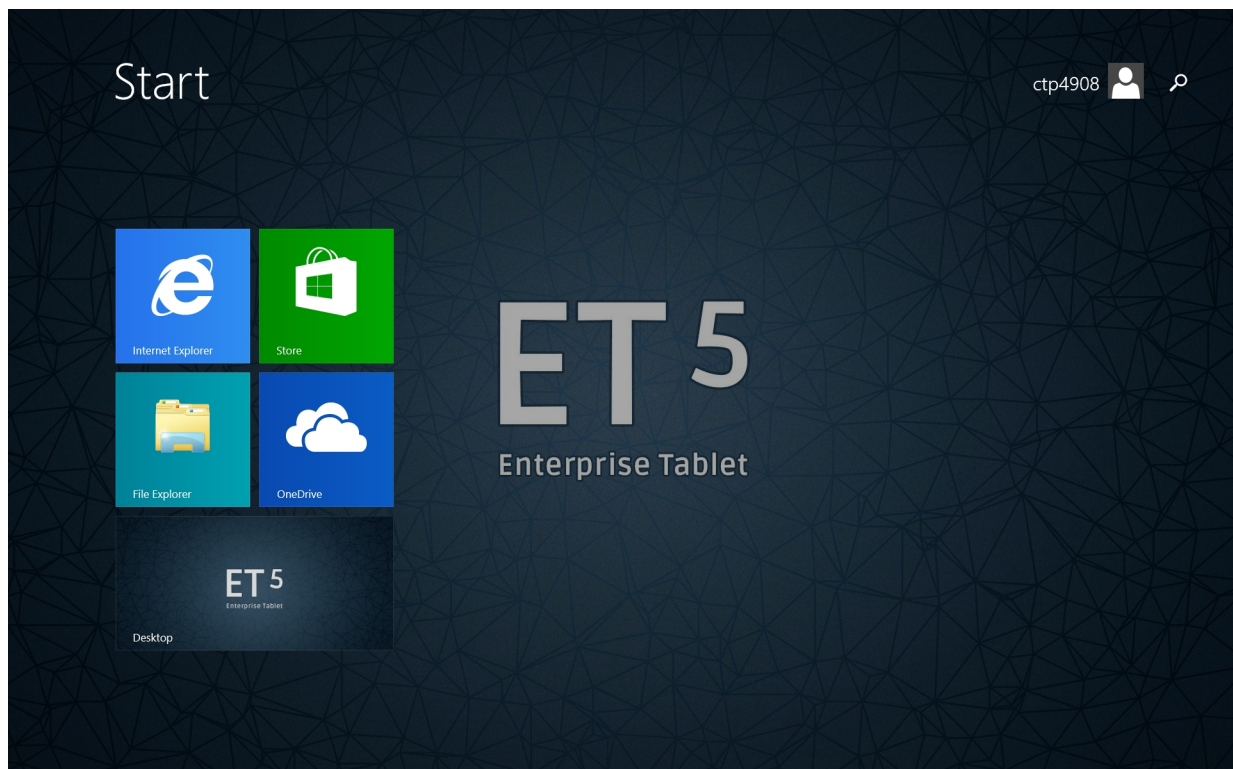 Start
ctp4908
Internet Explorer
Store
ET 5
Enterprise Tablet
File Explorer
OneDrive
ET 5
Enterprise Tablet
Desktop